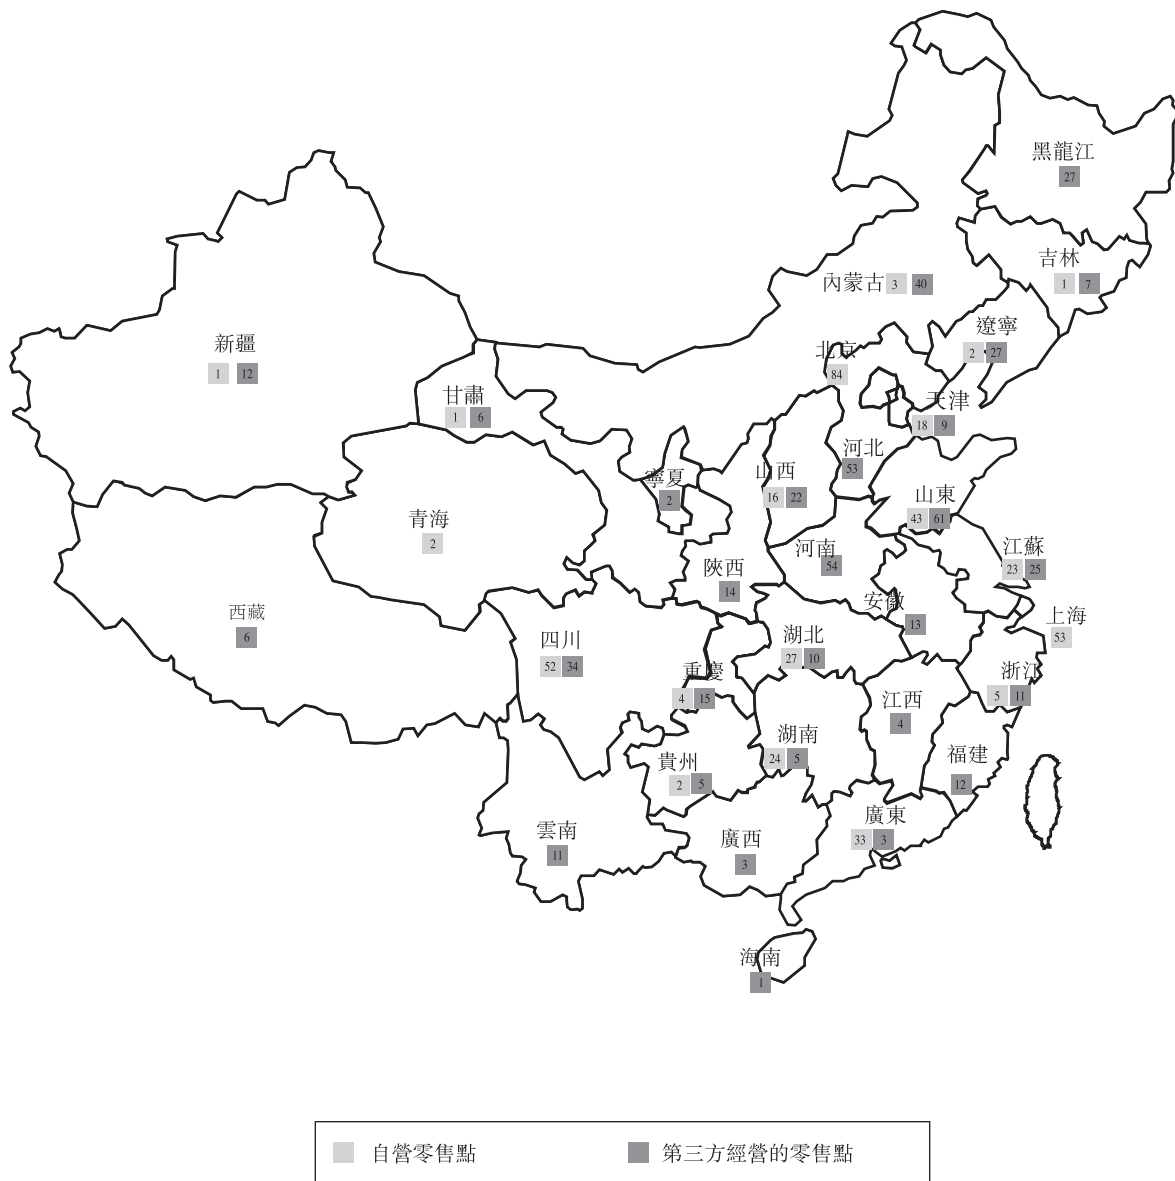 黑龍江
27
吉林
1 7
內蒙古 3 40
遼寧
2 27
新疆
1 12
北京
84
甘肅
1 6
天津
18 9
河北
53
山西
16 22
寧夏
2
山東
43 61
青海
2
江蘇
23 25
河南
54
陝西
14
西藏
6
安徽
13
上海
53
四川
52 34
湖北
27 10
重慶
4 15
浙江
5 11
江西
4
湖南
24 5
福建
12
貴州
2 5
廣東
33 3
雲南
11
廣西
3
海南
1
自營零售點 第三方經營的零售點